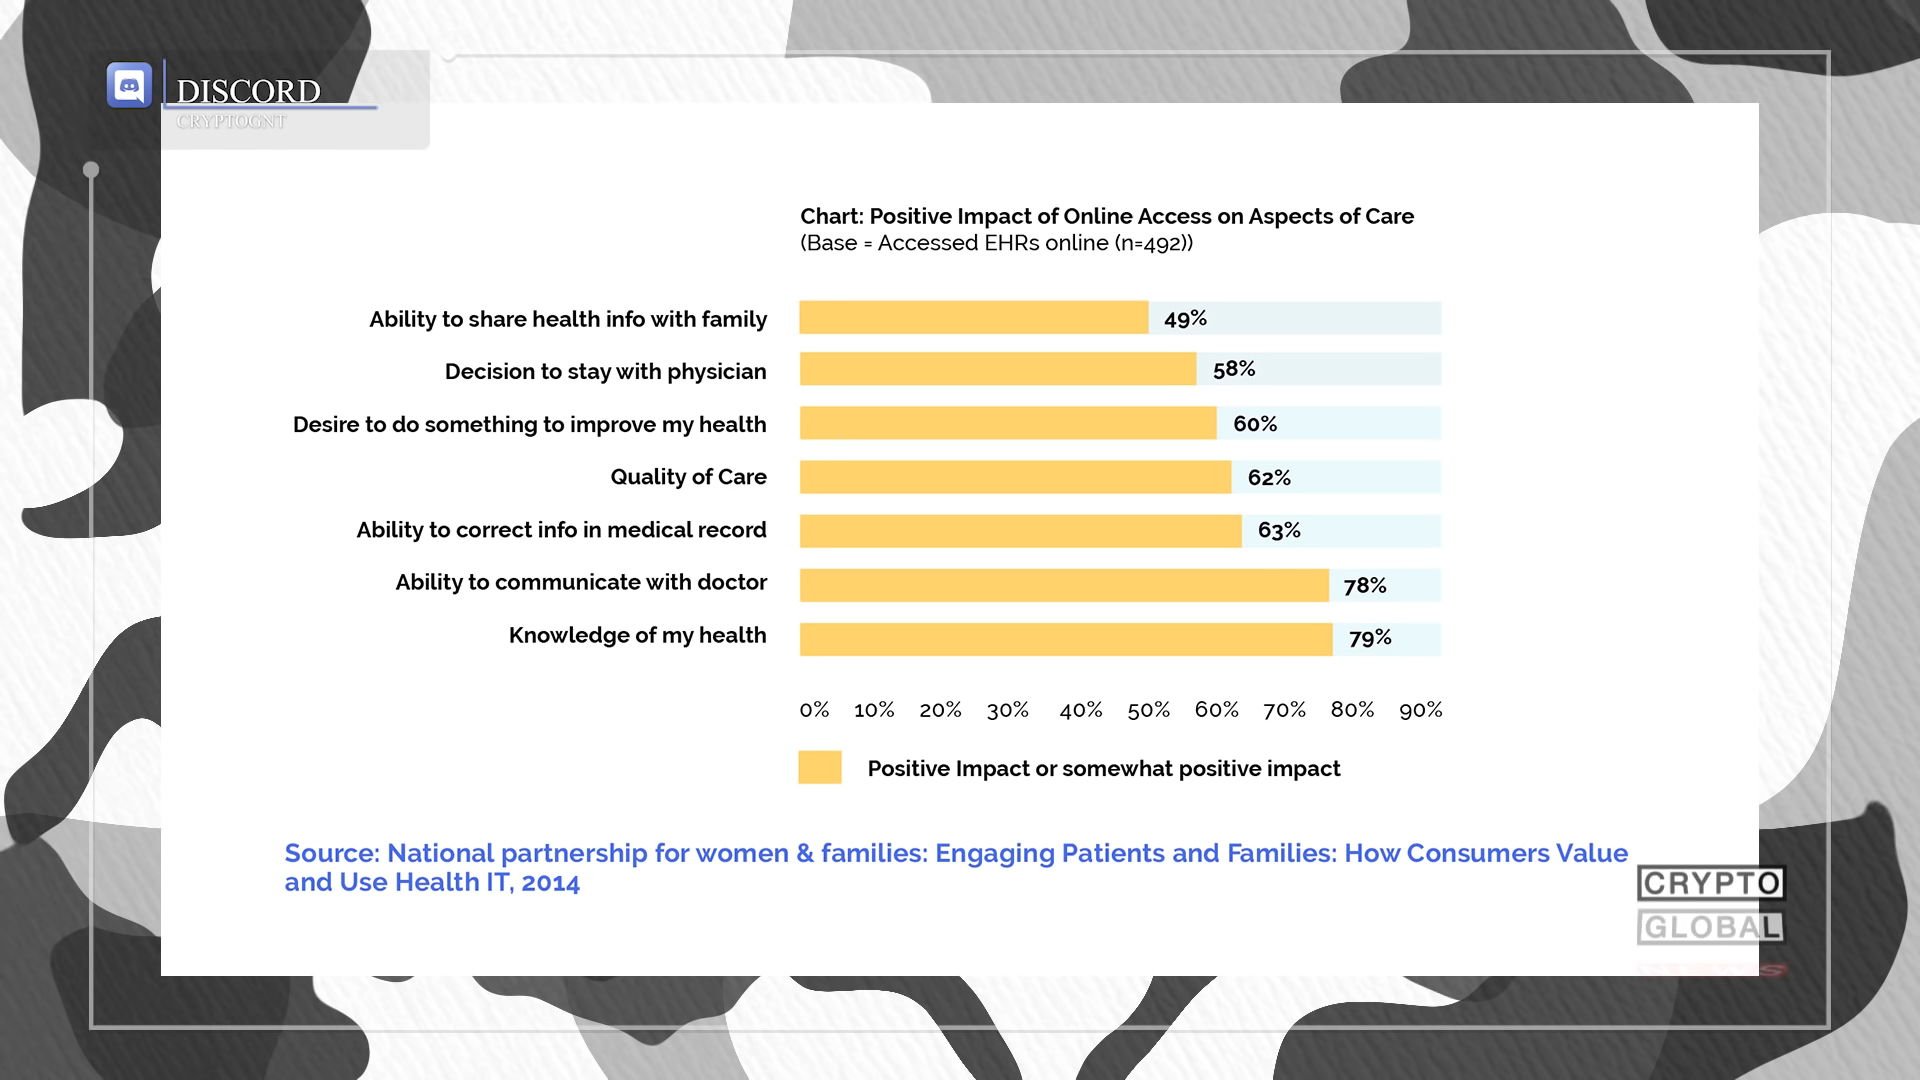 DISCORD
CRYPTOGNT
Chart: Positive Impact of Online Access on Aspects of Care
(Base = Accessed EHRs online (n=492))
Ability to share health info with family 49%
Decision to stay with physician 58%
Desire to do something to improve my health 60%
Quality of Care 62%
Ability to correct info in medical record 63%
Ability to communicate with doctor 78%
Knowledge of my health 79%
0% 10% 20% 30% 40% 50% 60% 70% 80% 90%
Positive Impact or somewhat positive impact
Source: National partnership for women & families: Engaging Patients and Families: How Consumers Value
and Use Health IT, 2014
CRYPTO
GLOBAL